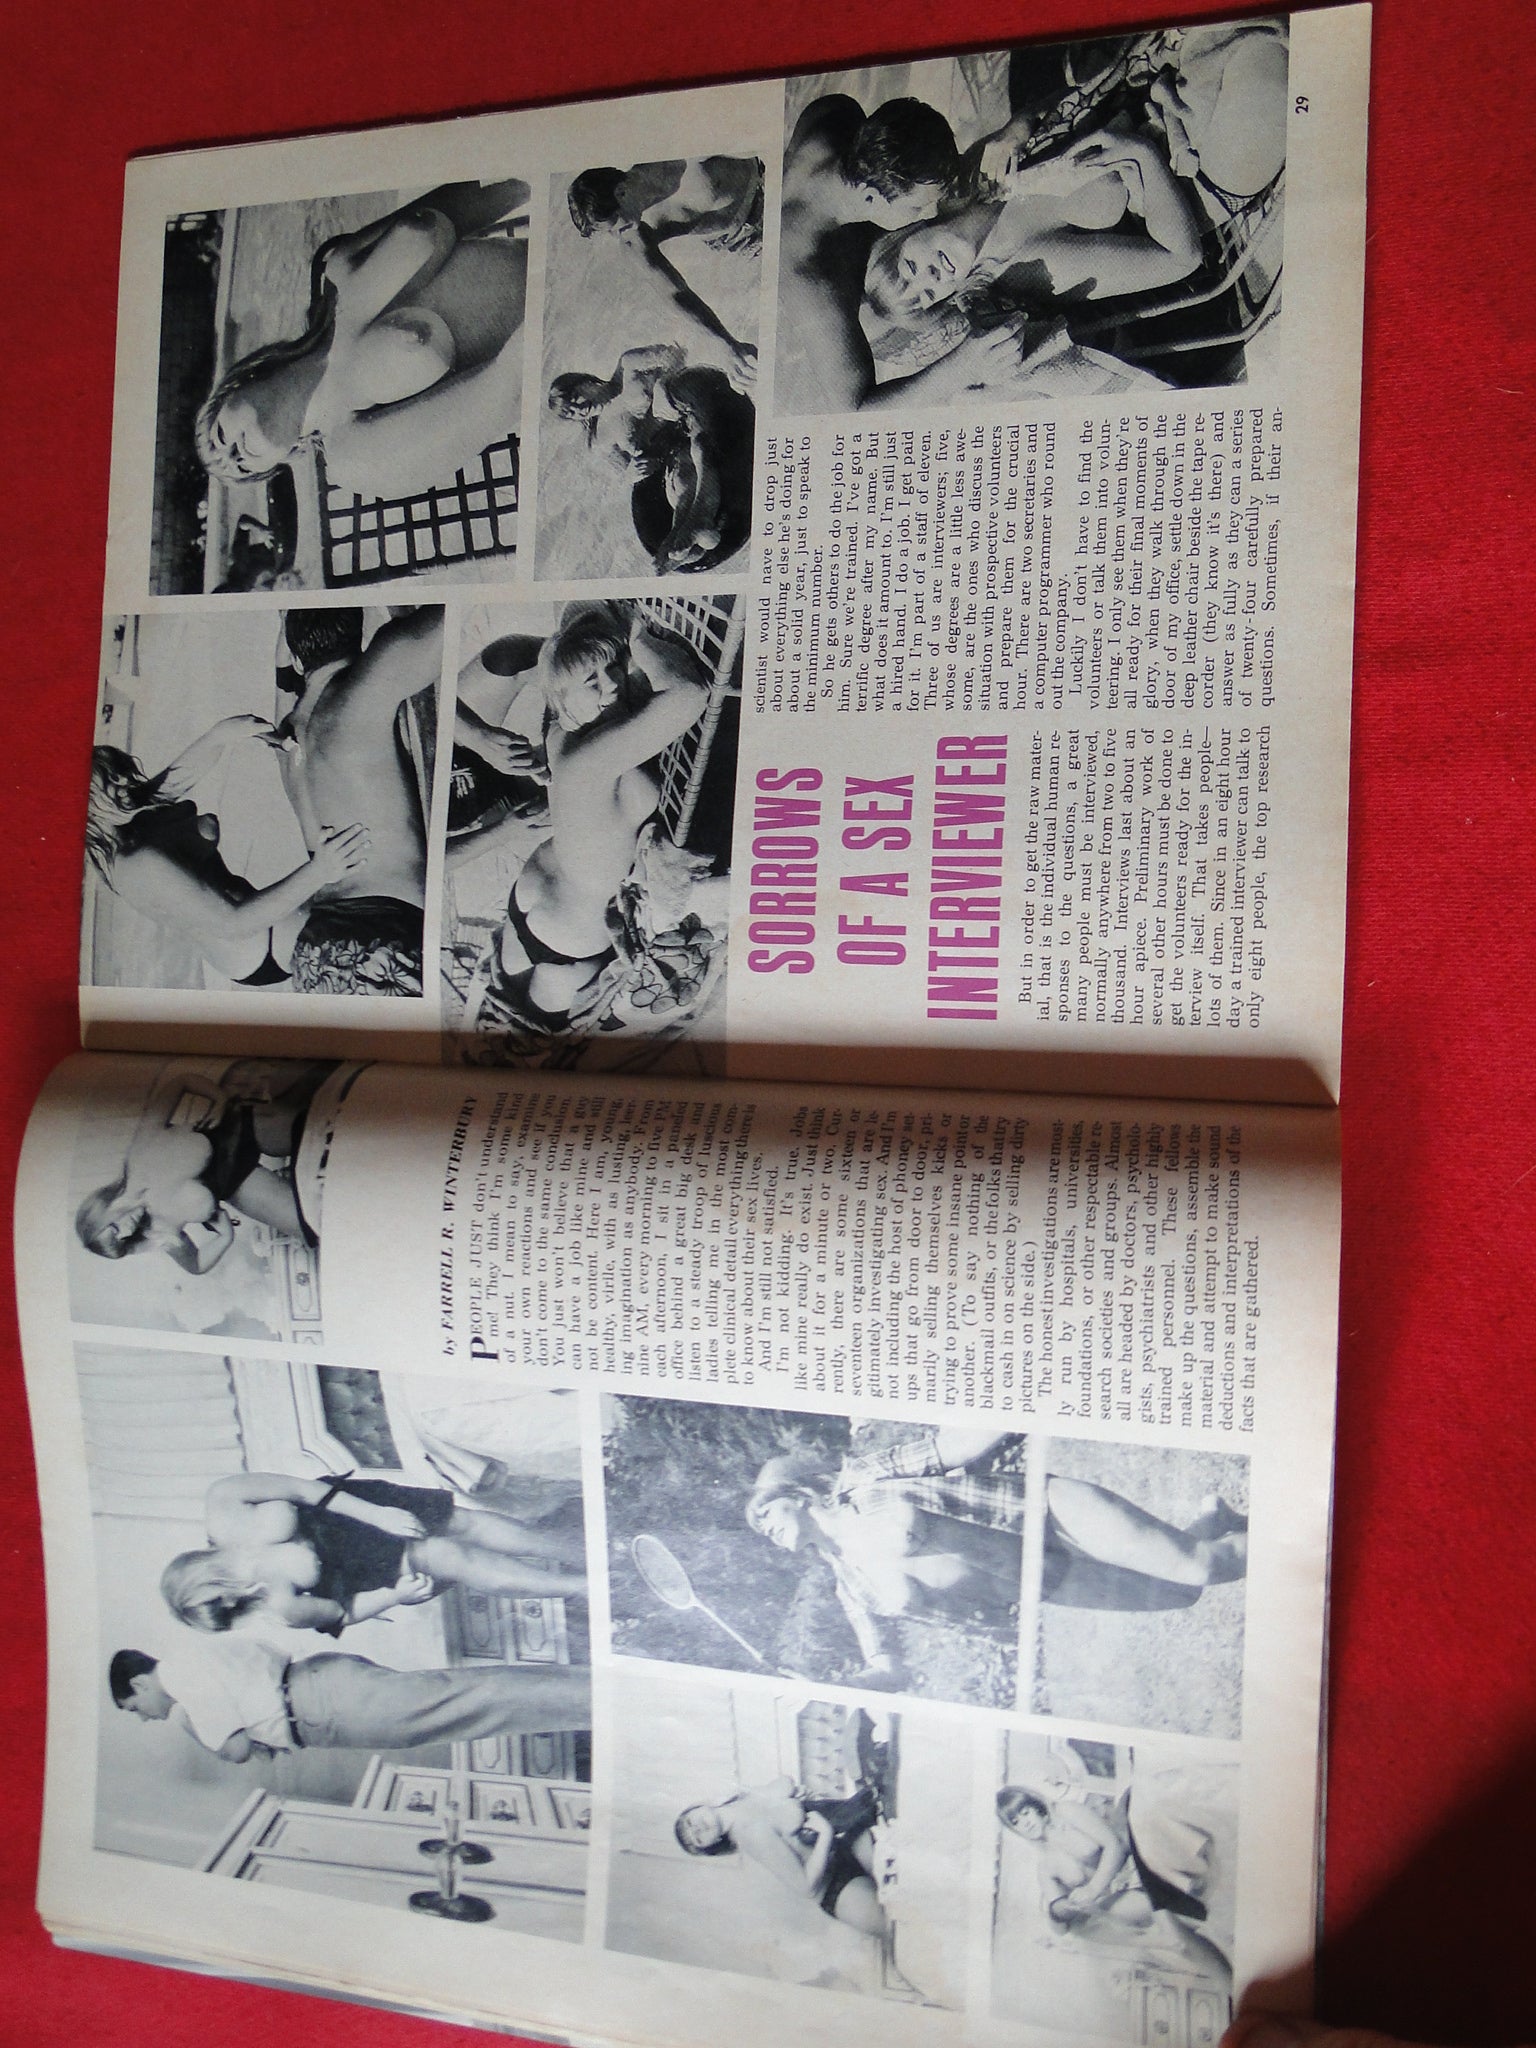 by FARRELL R. WINTERBURY
PEOPLE JUST don't understand
me! They think I'm some kind
of a nut. I mean to say, examine
your own reactions and see if you
don't come to the same conclusion.
You just won't believe that a guy
can have a job like mine and still
not be content. Here I am, young,
healthy, virile, with as lusting, leer-
ing imagination as anybody. From
nine AM, every morning to five PM
each afternoon, I sit in a paneled
office behind a great big desk and
listen to a steady troop of luscious
ladies telling me in the most com-
plete clinical detail everything there is
to know about their sex lives.
And I'm still not satisfied.
I'm not kidding. It's true. Jobs
like mine really do exist. Just think
about it for a minute or two. Cur-
rently, there are some sixteen or
seventeen organizations that are le-
gitimately investigating sex. And I'm
not including the host of phoney set-
ups that go from door to door, pri-
marily selling themselves kicks or
trying to prove some insane point or
another. (To say nothing of the
blackmail outfits, or the folks that try
to cash in on science by selling dirty
pictures on the side.)
The honest investigations are most-
ly run by hospitals, universities,
foundations, or other respectable re-
search societies and groups. Almost
all are headed by doctors, psycholo-
gists, psychiatrists and other highly
trained personnel. These fellows
make up the questions, assemble the
material and attempt to make sound
deductions and interpretations of the
facts that are gathered.
SORROWS
OF A SEX
INTERVIEWER
But in order to get the raw mater-
ial, that is the individual human re-
sponses to the questions, a great
many people must be interviewed,
normally anywhere from two to five
thousand. Interviews last about an
hour apiece. Preliminary work of
several other hours must be done to
get the volunteers ready for the in-
terview itself. That takes people—
lots of them. Since in an eight hour
day a trained interviewer can talk to
only eight people, the top research
scientist would have to drop just
about everything else he's doing for
about a solid year, just to speak to
the minimum number.
So he gets others to do the job for
him. Sure we're trained. I've got a
terrific degree after my name. But
what does it amount to. I'm still just
a hired hand. I do a job. I get paid
for it. I'm part of a staff of eleven.
Three of us are interviewers; five,
whose degrees are a little less awe-
some, are the ones who discuss the
situation with prospective volunteers
and prepare them for the crucial
hour. There are two secretaries and
a computer programmer who round
out the company.
Luckily I don't have to find the
volunteers or talk them into volun-
teering. I only see them when they're
all ready for their final moments of
glory, when they walk through the
door of my office, settle down in the
deep leather chair beside the tape re-
corder (they know it's there) and
answer as fully as they can a series
of twenty-four carefully prepared
questions. Sometimes, if their an-
29